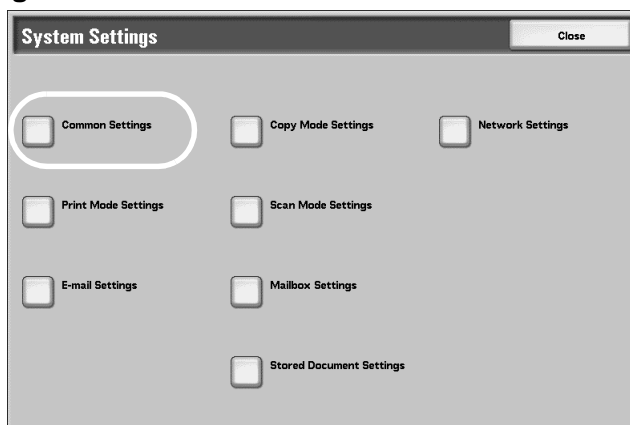 System Settings
Close
Common Settings
Copy Mode Settings
Network Settings
Print Mode Settings
Scan Mode Settings
E-mail Settings
Mailbox Settings
Stored Document Settings